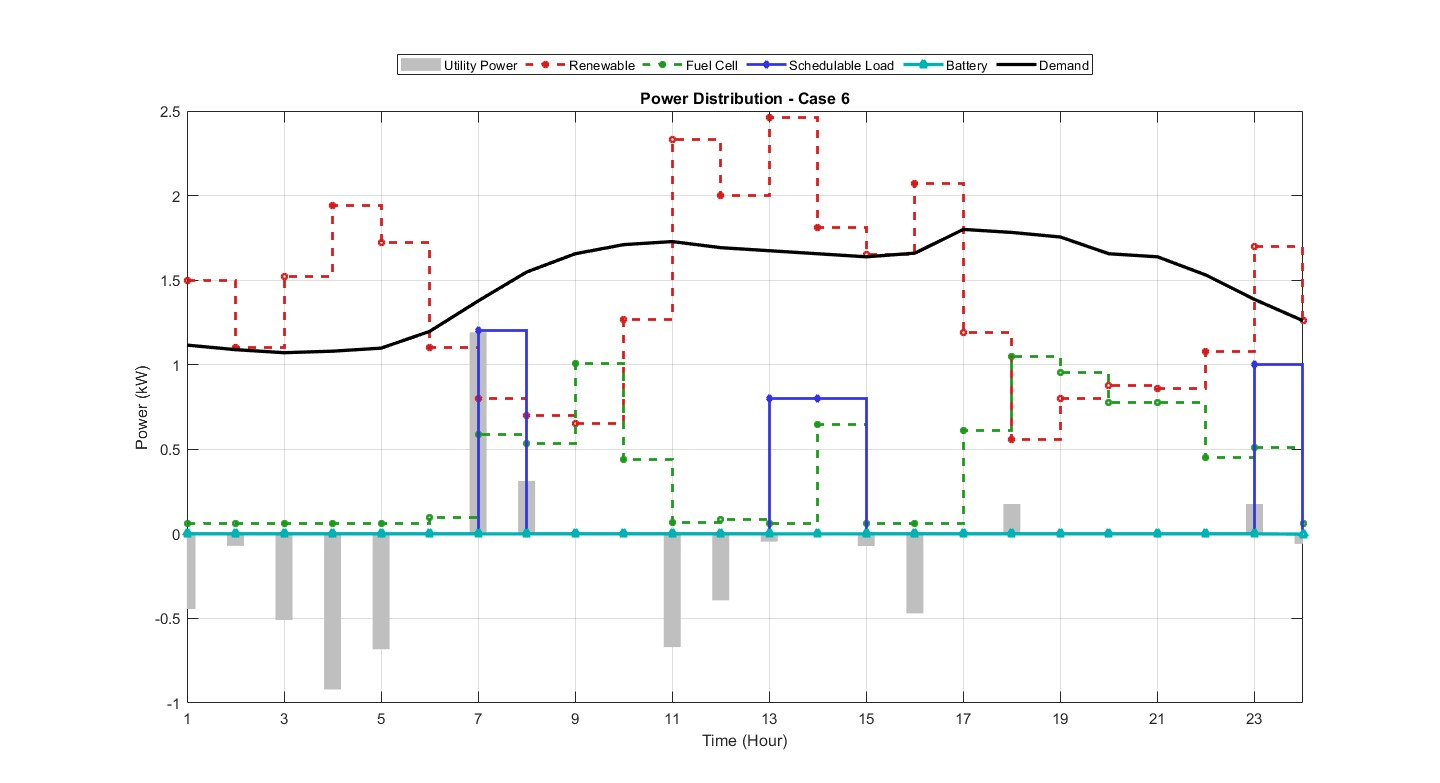 Utility Power Renewable Fuel Cell Schedulable Load Battery Demand
Power Distribution - Case 6
2.5
2
1.5
1
0.5
0
-0.5
-1
Power (kW)
1 3 5 7 9 11 13 15 17 19 21 23
Time (Hour)